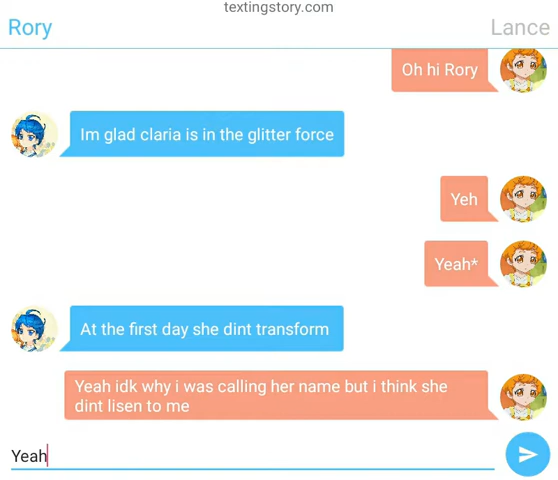 textingstory.com
Rory
Lance
Oh hi Rory
Im glad claria is in the glitter force
Yeh
Yeah*
At the first day she dint transform
Yeah idk why i was calling her name but i think she
dint lisen to me
Yeah